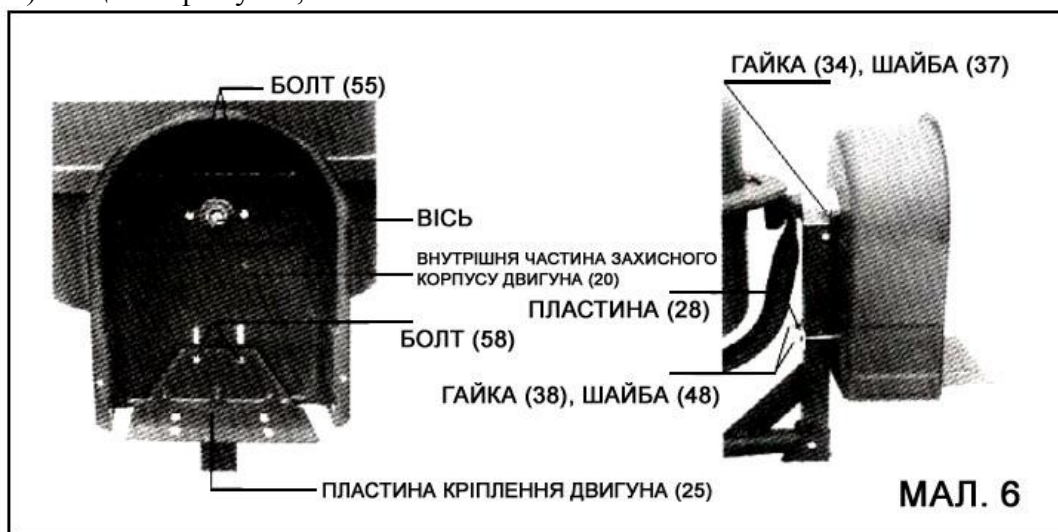 БОЛТ (55)
ГАЙКА (34), ШАЙБА (37)
ВІСЬ
ВНУТРІШНЯ ЧАСТИНА ЗАХИСНОГО
КОРПУСУ ДВИГУНА (20)
ПЛАСТИНА (28)
БОЛТ (58)
ГАЙКА (38), ШАЙБА (48)
ПЛАСТИНА КРІПЛЕННЯ ДВИГУНА (25)
МАЛ. 6